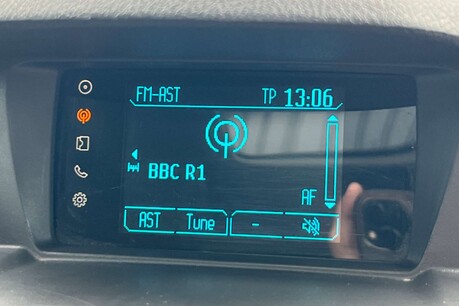 FM-AST TP 13:06
BBC R1
AF
AST Tune -